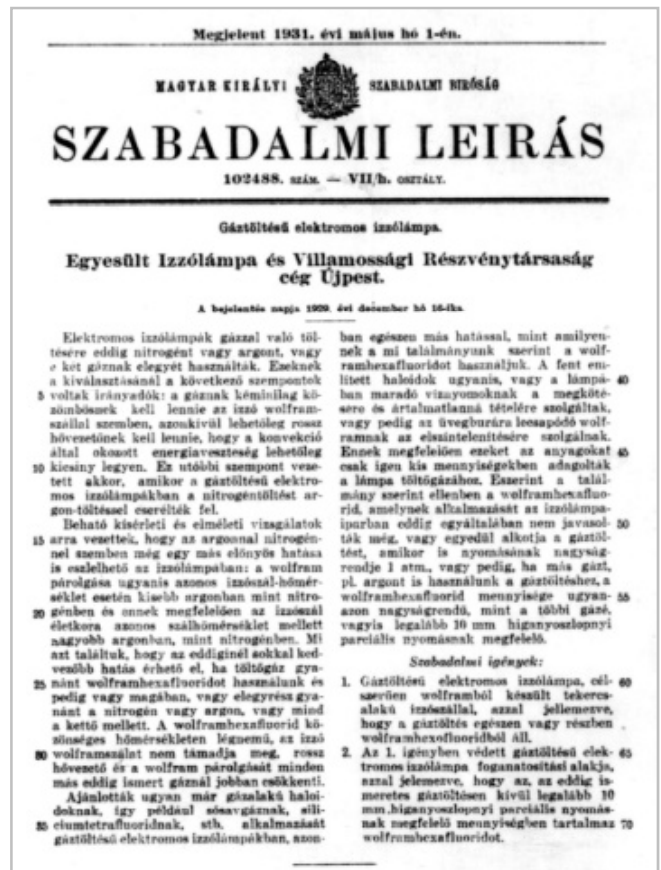 Megjelent 1931. évi május hó 1-én.
MAGYAR KIRÁLYI SZABADALMI BIRÓSÁG
SZABADALMI LEIRÁS
102488. SZÁM. — VII/h. OSZTÁLY.
Gáztöltésű elektromos izzólámpa.
Egyesült Izzólámpa és Villamossági Részvénytársaság
cég Újpest.
A bejelentés napja 1929. évi december hó 16-ika.
Elektromos izzólámpák gázzal való töl-
tésére eddig nitrogént vagy argont, vagy
e két gáznak elegyét használták. Ezeknek
a kiválasztásánál a következő szempontok
5 voltak irányadók: a gáznak kémiailag kö-
zömbösnek kell lennie az izzó wolfram-
szállal szemben, azonkívül lehetőleg rossz
hővezetőnek kell lennie, hogy a konvekció
által okozott energiaveszteség lehetőleg
10 kicsiny legyen. Ez utóbbi szempont veze-
tett akkor, amikor a gáztöltésű elektro-
mos izzólámpákban a nitrogéntöltést ar-
gon-töltéssel cserélték fel.
Beható kísérleti és elméleti vizsgálatok
15 arra vezettek, hogy az argonnal nitrogén-
nel szemben még egy más előnyös hatása
is észlelhető az izzólámpában: a wolfram
párolgása ugyanis azonos izzószál-hőmér-
séklet esetén kisebb argonban mint nitro-
20 génben és ennek megfelelően az izzószál
életkora azonos szálhőmérséklet mellett
nagyobb argonban, mint nitrogénben. Mi
azt találtuk, hogy az eddiginél sokkal ked-
vezőbb hatás érhető el, ha töltőgáz gya-
25 nánt wolframhexafluoridot használunk és
pedig vagy magában, vagy elegyrész gya-
nánt a nitrogén vagy argon, vagy mind
a kettő mellett. A wolframhexafluorid kö-
zönséges hőmérsékleten légnemű, az izzó
30 wolframszálat nem támadja meg, rossz
hővezető és a wolfram párolgását minden
más eddig ismert gáznál jobban csökkenti.
Ajánlották ugyan már gázalakú haloi-
doknak, így például sósavgáznak, sili-
35 ciumtetrafluoridnak, stb. alkalmazását
gáztöltésű elektromos izzólámpákban, azon-
ban egészen más hatással, mint amilyen-
nek a mi találmányunk szerint a wolf-
ramhexafluoridot használjuk. A fent em-
lített haloidok ugyanis, vagy a lámpá- 40
ban maradó viznyomoknak a megköté-
sére és ártalmatlanná tételére szolgáltak,
vagy pedig az üvegburára lecsapódó wolf-
ramnak az elszíntelenítésére szolgálnak.
Ennek megfelelően ezeket az anyagokat 45
csak igen kis mennyiségekben adagolták
a lámpa töltőgázához. Eszerint a talál-
mány szerint ellenben a wolframhexafluo-
rid, amelynek alkalmazását az izzólámpa-
iparban eddig egyáltalában nem javasol- 50
ták még, vagy egyedül alkotja a gáztöl-
tést, amikor is nyomásának nagyság-
rendje 1 atm., vagy pedig, ha más gázt,
pl. argont is használunk a gáztöltéshez, a
wolframhexafluorid mennyisége ugyan- 55
azon nagyságrendű, mint a többi gázé,
vagyis legalább 10 mm higanyoszlopnyi
parciális nyomásnak megfelelő.
Szabadalmi igények:
1. Gáztöltésű elektromos izzólámpa, cél- 60
szerűen wolframból készült tekercs-
alakú izzószállal, azzal jellemezve,
hogy a gáztöltés egészen vagy részben
wolframhexafluoridból áll.
2. Az 1. igényben védett gáztöltésű elek- 65
tromos izzólámpa foganatosítási alakja,
azzal jelemezve, hogy az, az eddig is-
meretes gáztöltésen kívül legalább 10
mm higanyoszlopnyi parciális nyomás-
nak megfelelő mennyiségben tartalmaz 70
wolframhexafluoridot.